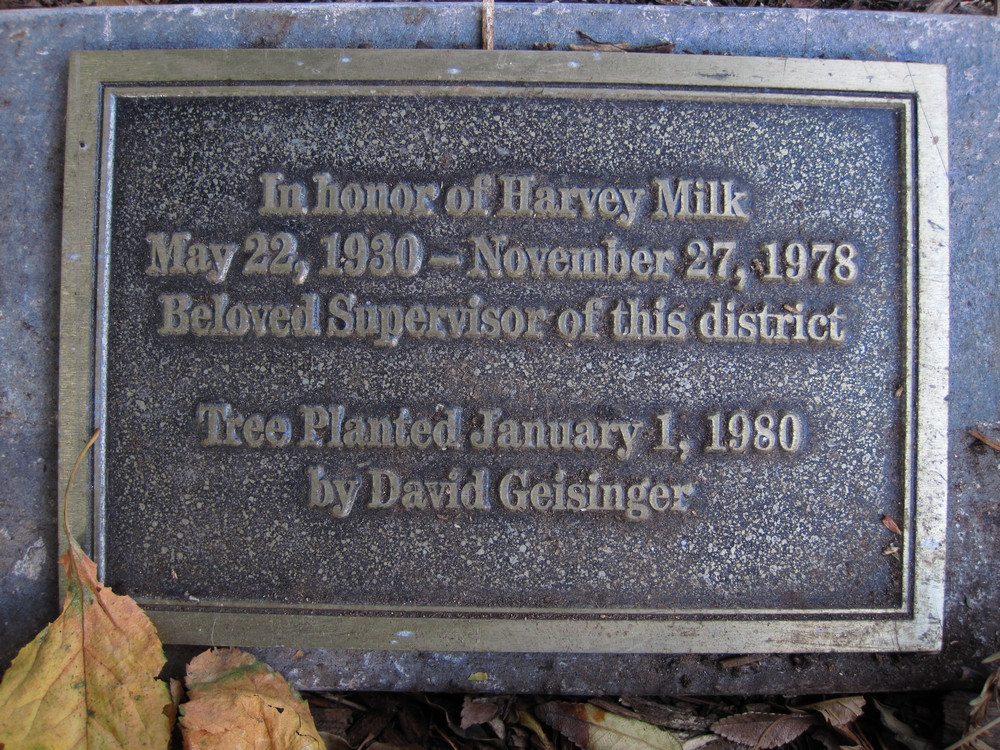 In honor of Harvey Milk
May 22, 1930 – November 27, 1978
Beloved Supervisor of this district
Tree Planted January 1, 1980
by David Geisinger